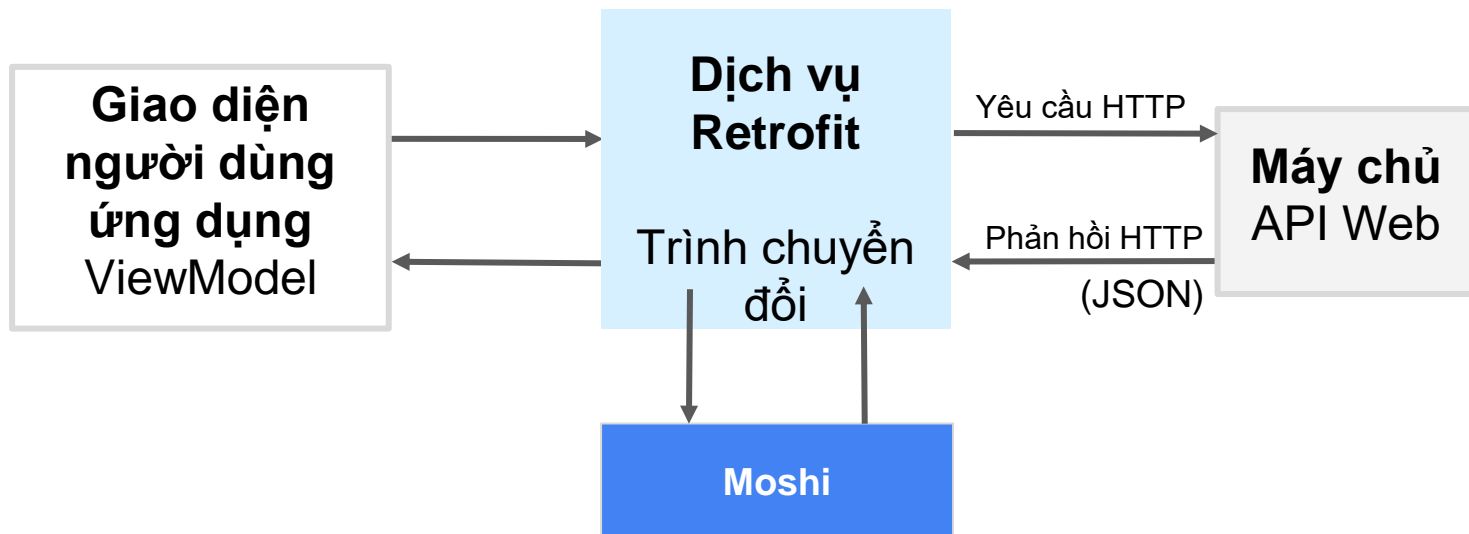 Giao diện
người dùng
ứng dụng
ViewModel
Dịch vụ
Retrofit
Trình chuyển
đổi
Yêu cầu HTTP
Phản hồi HTTP
(JSON)
Máy chủ
API Web
Moshi